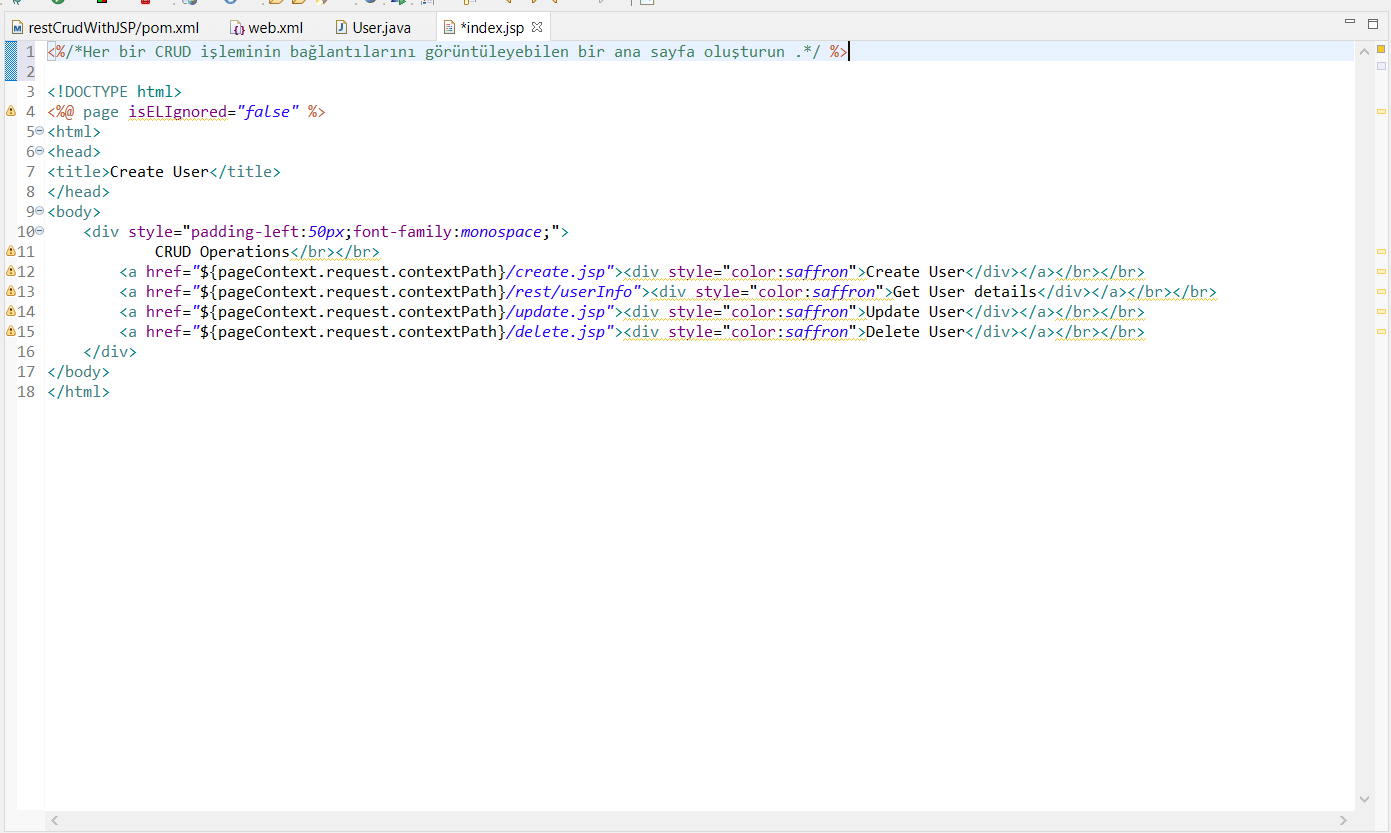 restCrudWithJSP/pom.xml web.xml User.java *index.jsp
1 <%/*Her bir CRUD işleminin bağlantılarını görüntüleyebilen bir ana sayfa oluşturun .*/ %>
2
3 <!DOCTYPE html>
4 <%@ page isELIgnored="false" %>
5 <html>
6 <head>
7 <title>Create User</title>
8 </head>
9 <body>
10 <div style="padding-left:50px;font-family:monospace;">
11 CRUD Operations</br></br>
12 <a href="${pageContext.request.contextPath}/create.jsp"><div style="color:saffron">Create User</div></a></br></br>
13 <a href="${pageContext.request.contextPath}/rest/userInfo"><div style="color:saffron">Get User details</div></a></br></br>
14 <a href="${pageContext.request.contextPath}/update.jsp"><div style="color:saffron">Update User</div></a></br></br>
15 <a href="${pageContext.request.contextPath}/delete.jsp"><div style="color:saffron">Delete User</div></a></br></br>
16 </div>
17 </body>
18 </html>